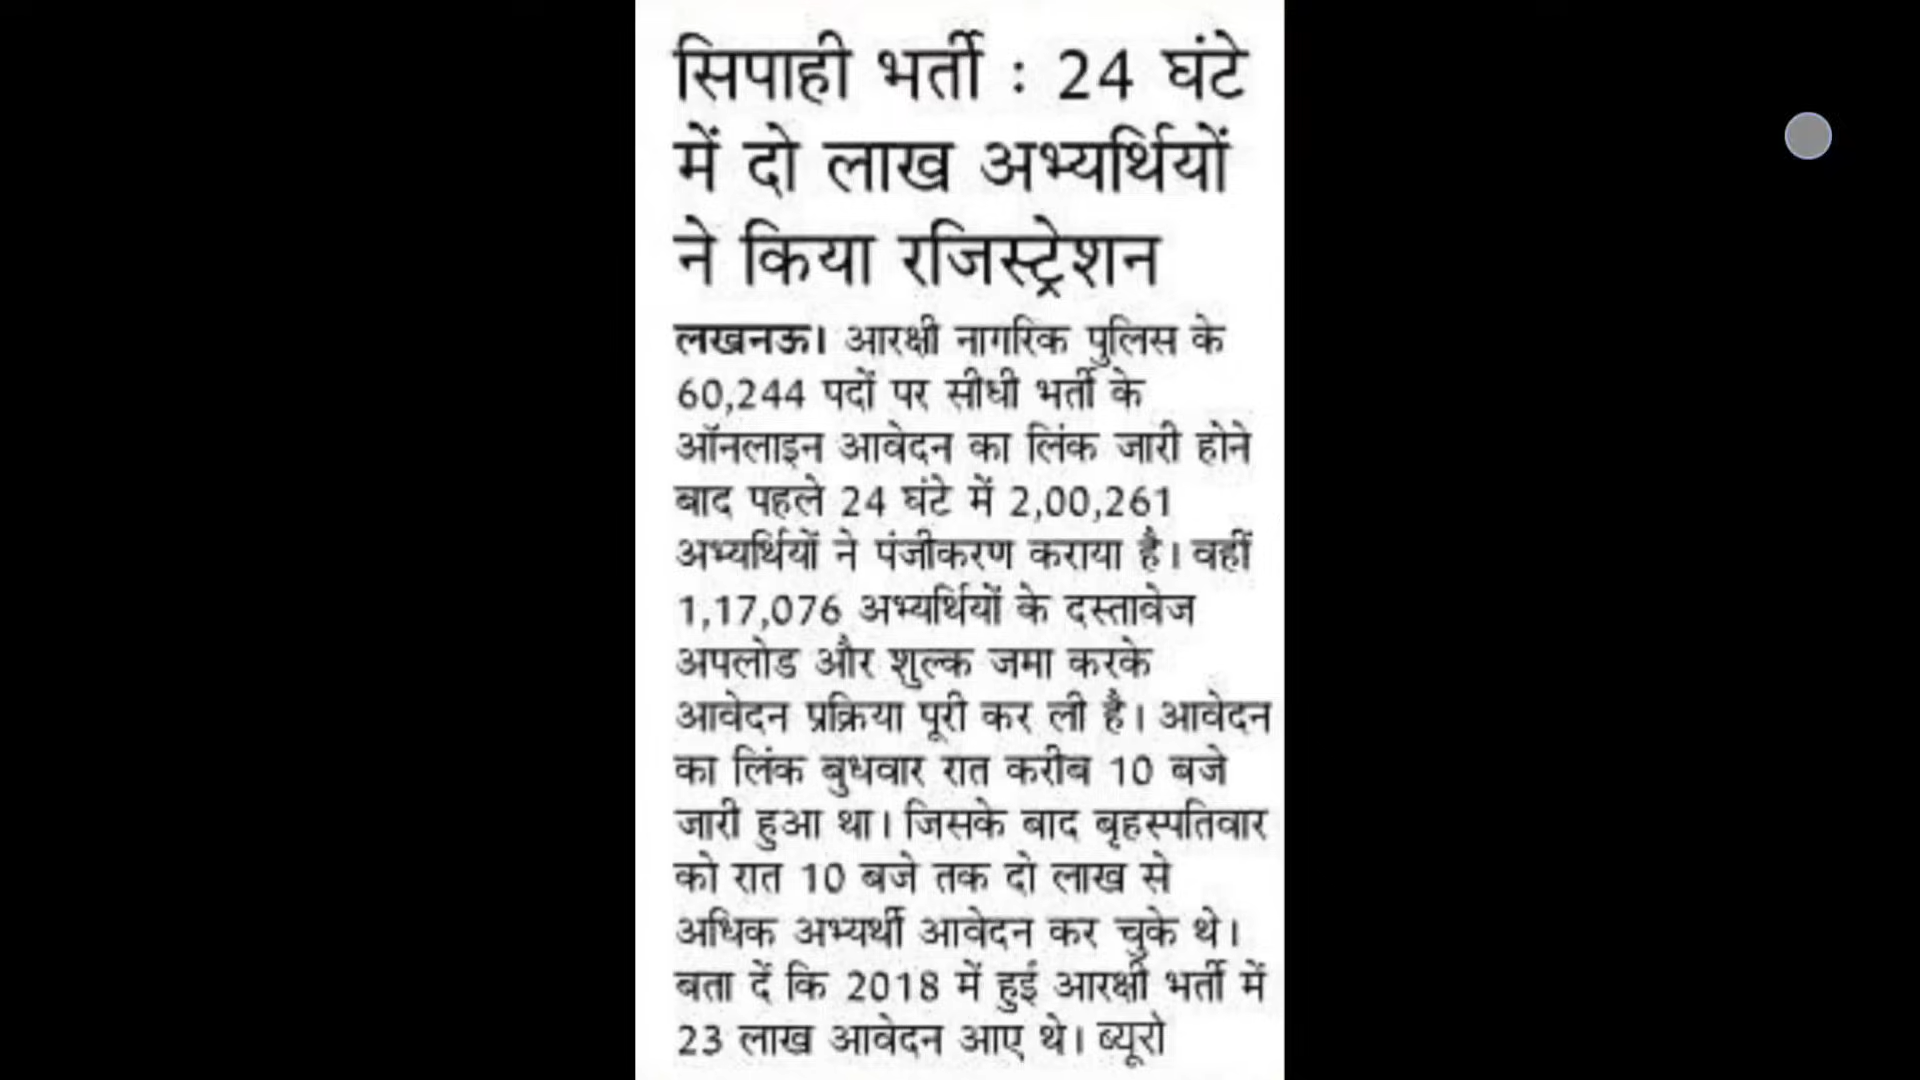 सिपाही भर्ती : 24 घंटे
में दो लाख अभ्यर्थियों
ने किया रजिस्ट्रेशन
लखनऊ। आरक्षी नागरिक पुलिस के
60,244 पदों पर सीधी भर्ती के
ऑनलाइन आवेदन का लिंक जारी होने
बाद पहले 24 घंटे में 2,00,261
अभ्यर्थियों ने पंजीकरण कराया है। वहीं
1,17,076 अभ्यर्थियों के दस्तावेज
अपलोड और शुल्क जमा करके
आवेदन प्रक्रिया पूरी कर ली है। आवेदन
का लिंक बुधवार रात करीब 10 बजे
जारी हुआ था। जिसके बाद बृहस्पतिवार
को रात 10 बजे तक दो लाख से
अधिक अभ्यर्थी आवेदन कर चुके थे।
बता दें कि 2018 में हुई आरक्षी भर्ती में
23 लाख आवेदन आए थे। ब्यूरो